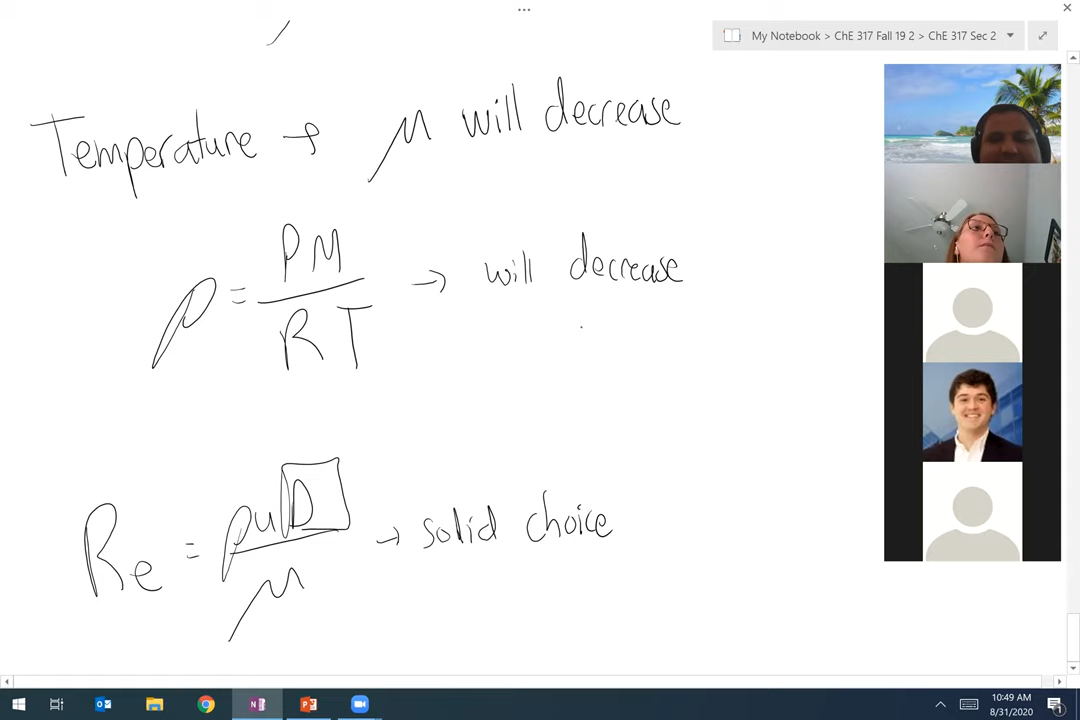 My Notebook > ChE 317 Fall 19 2 > ChE 317 Sec 2
Temperature μ will decrease
ρ = PM / RT → will decrease
Re = ρuD / μ → solid choice
10:49 AM
8/31/2020